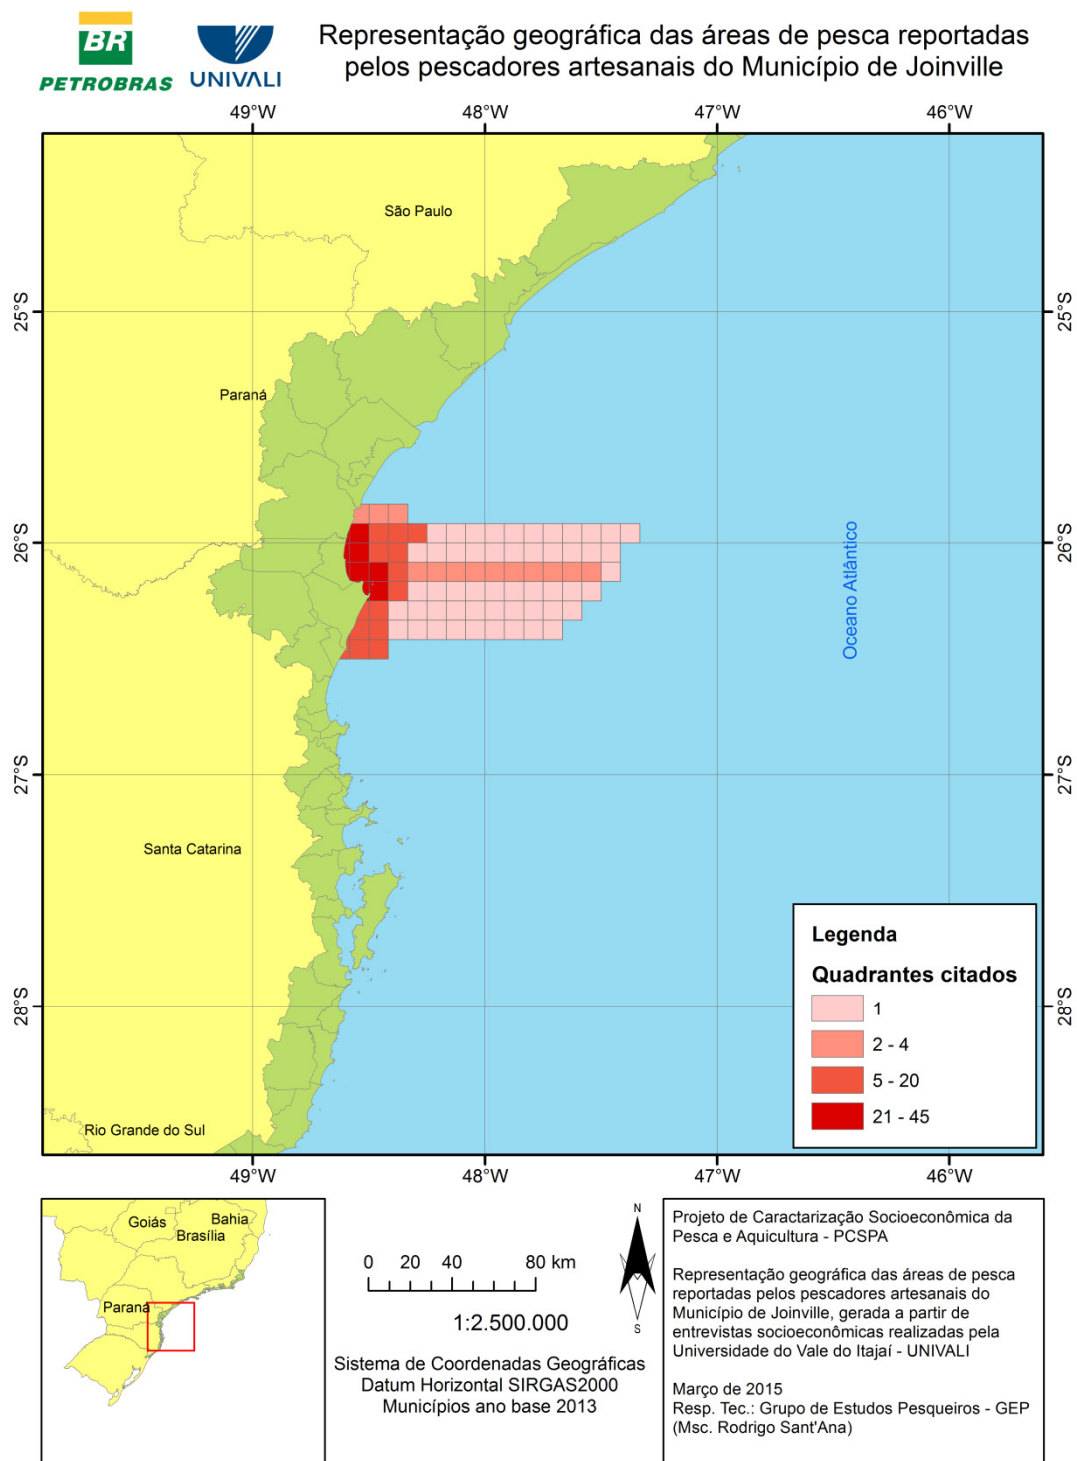 BR
PETROBRAS
UNIVALI
Representação geográfica das áreas de pesca reportadas
pelos pescadores artesanais do Município de Joinville
49°W 48°W 47°W 46°W
São Paulo
25°S 25°S
Paraná
26°S 26°S
Oceano Atlântico
27°S 27°S
Santa Catarina
Legenda
Quadrantes citados
1
2 - 4
5 - 20
21 - 45
28°S 28°S
Rio Grande do Sul
49°W 48°W 47°W 46°W
Goiás
Bahia
Brasília
Paraná
0 20 40 80 km
1:2.500.000
Sistema de Coordenadas Geográficas
Datum Horizontal SIRGAS2000
Municípios ano base 2013
N
S
Projeto de Caractarização Socioeconômica da
Pesca e Aquicultura - PCSPA
Representação geográfica das áreas de pesca
reportadas pelos pescadores artesanais do
Município de Joinville, gerada a partir de
entrevistas socioeconômicas realizadas pela
Universidade do Vale do Itajaí - UNIVALI
Março de 2015
Resp. Tec.: Grupo de Estudos Pesqueiros - GEP
(Msc. Rodrigo Sant'Ana)